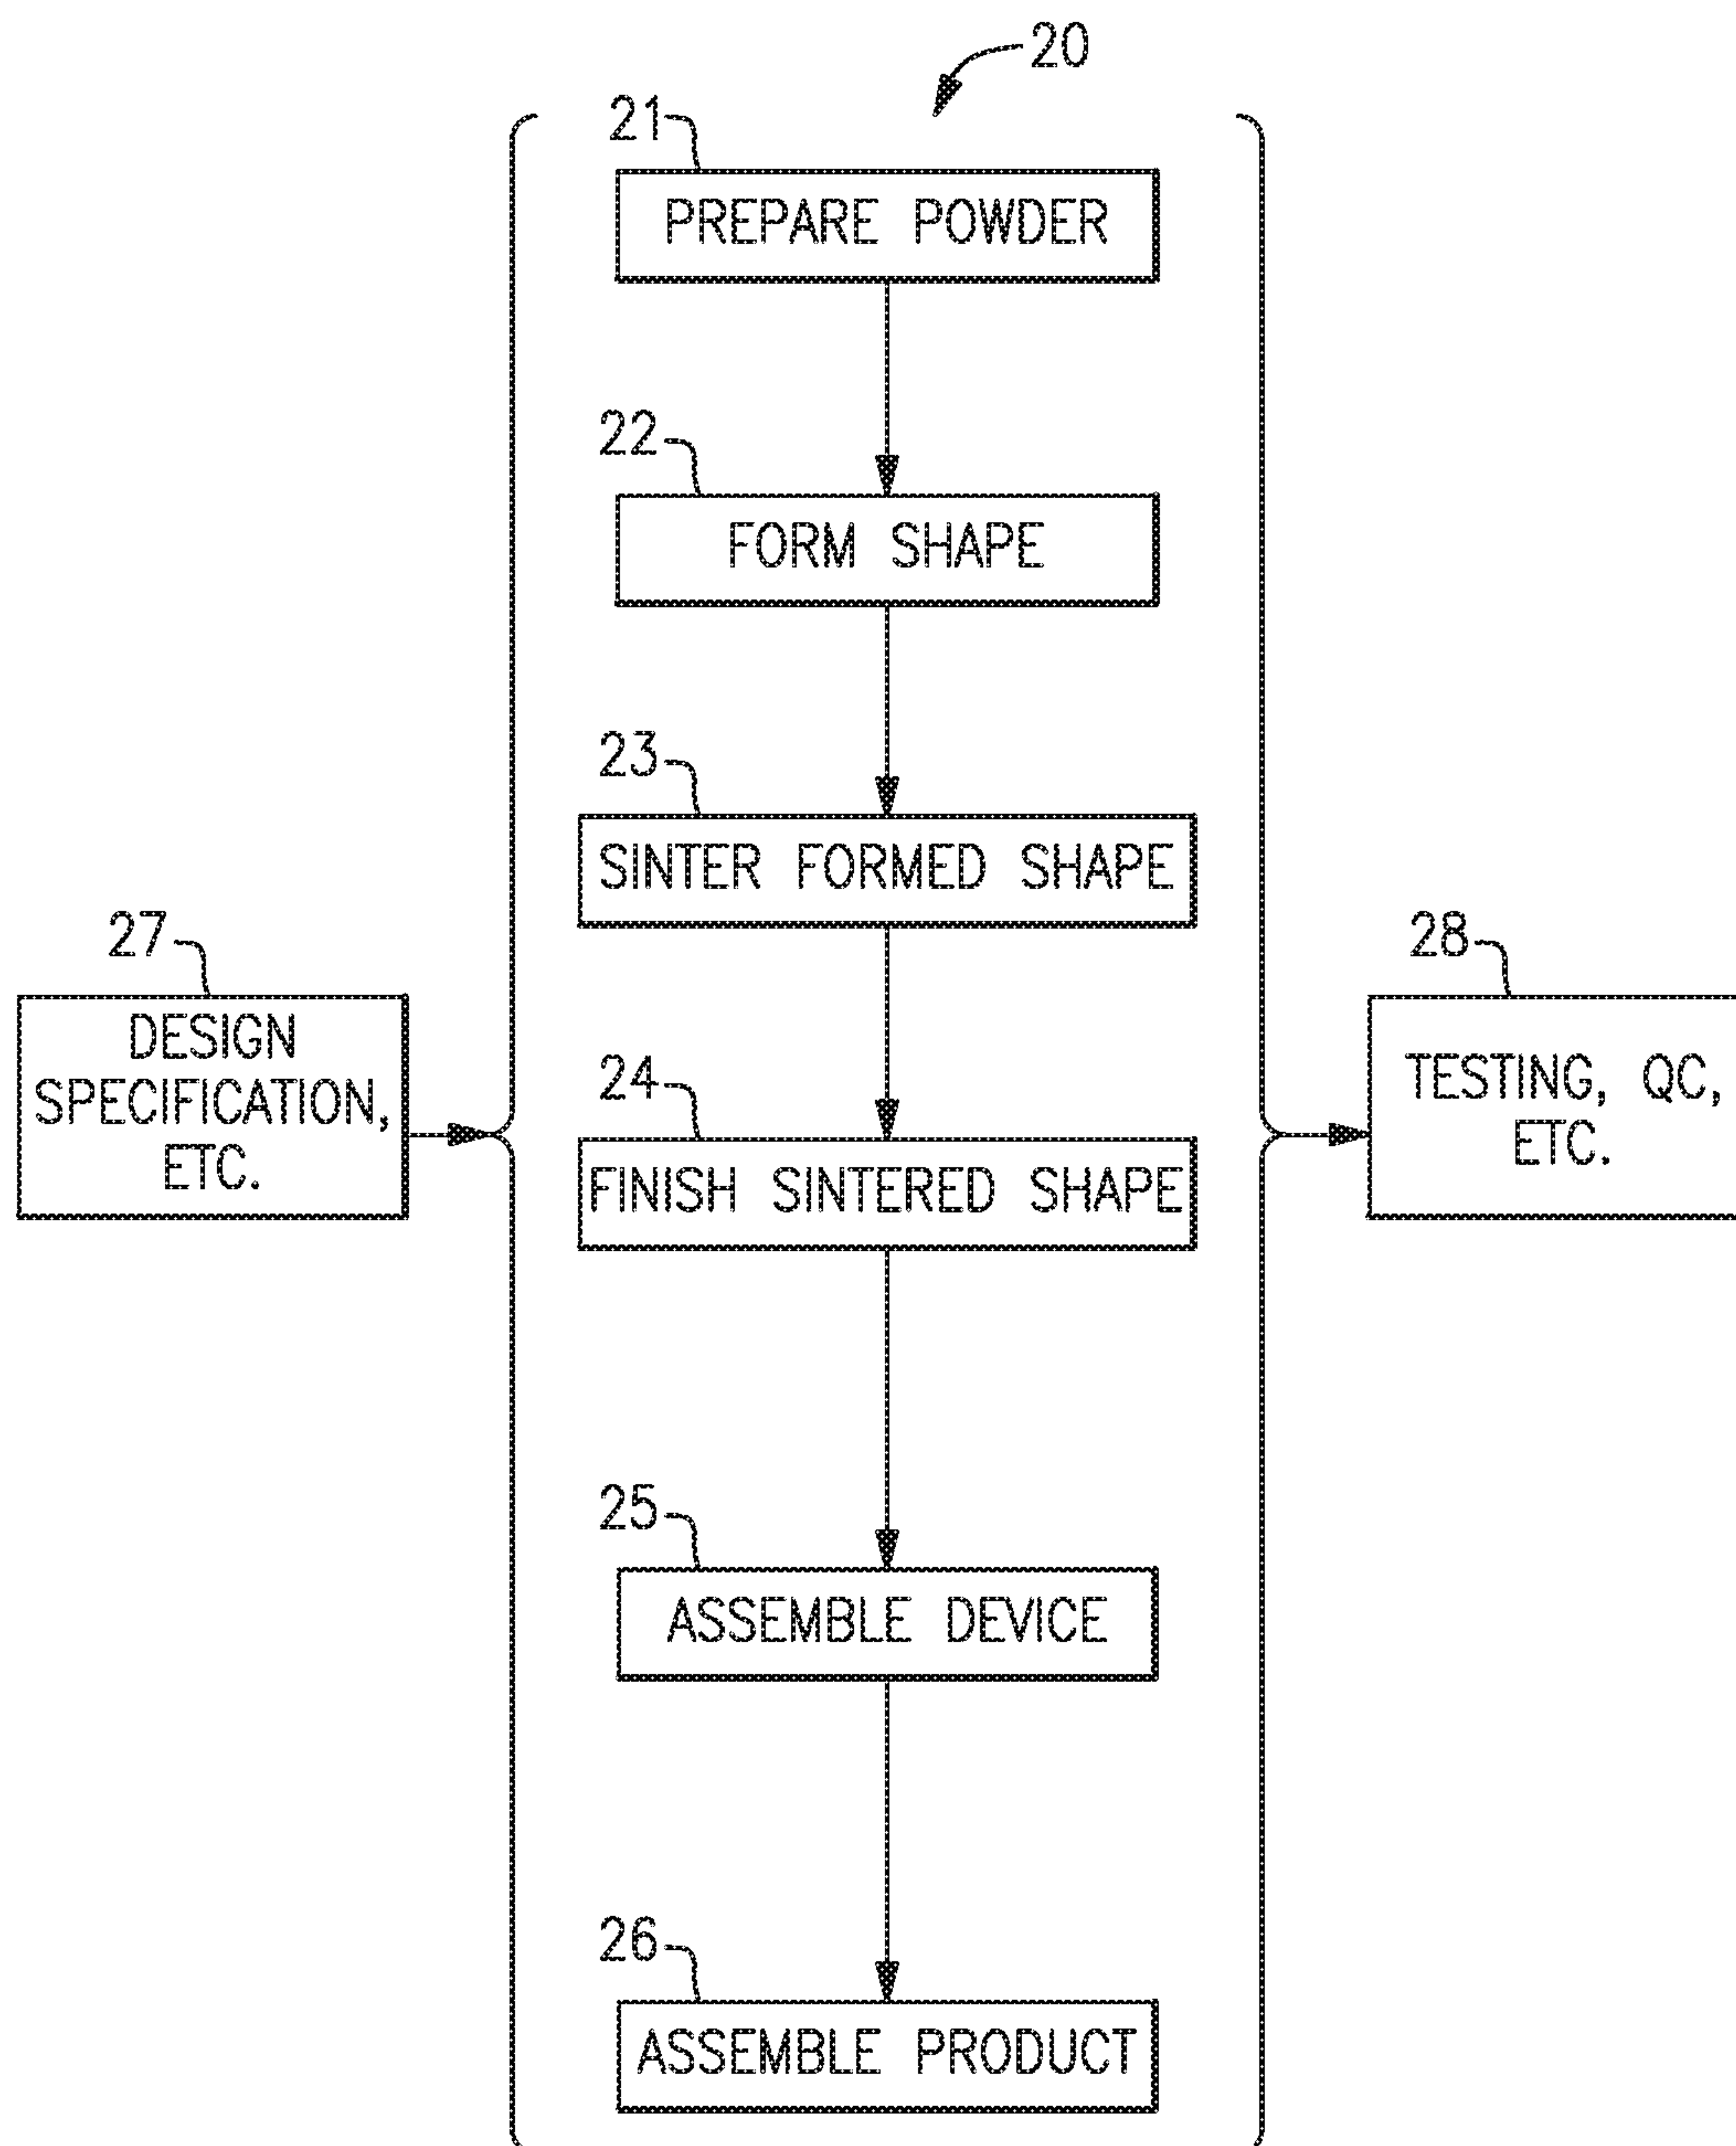 20
21
PREPARE POWDER
22
FORM SHAPE
23
SINTER FORMED SHAPE
27
DESIGN
SPECIFICATION,
ETC.
24
FINISH SINTERED SHAPE
28
TESTING, QC,
ETC.
25
ASSEMBLE DEVICE
26
ASSEMBLE PRODUCT